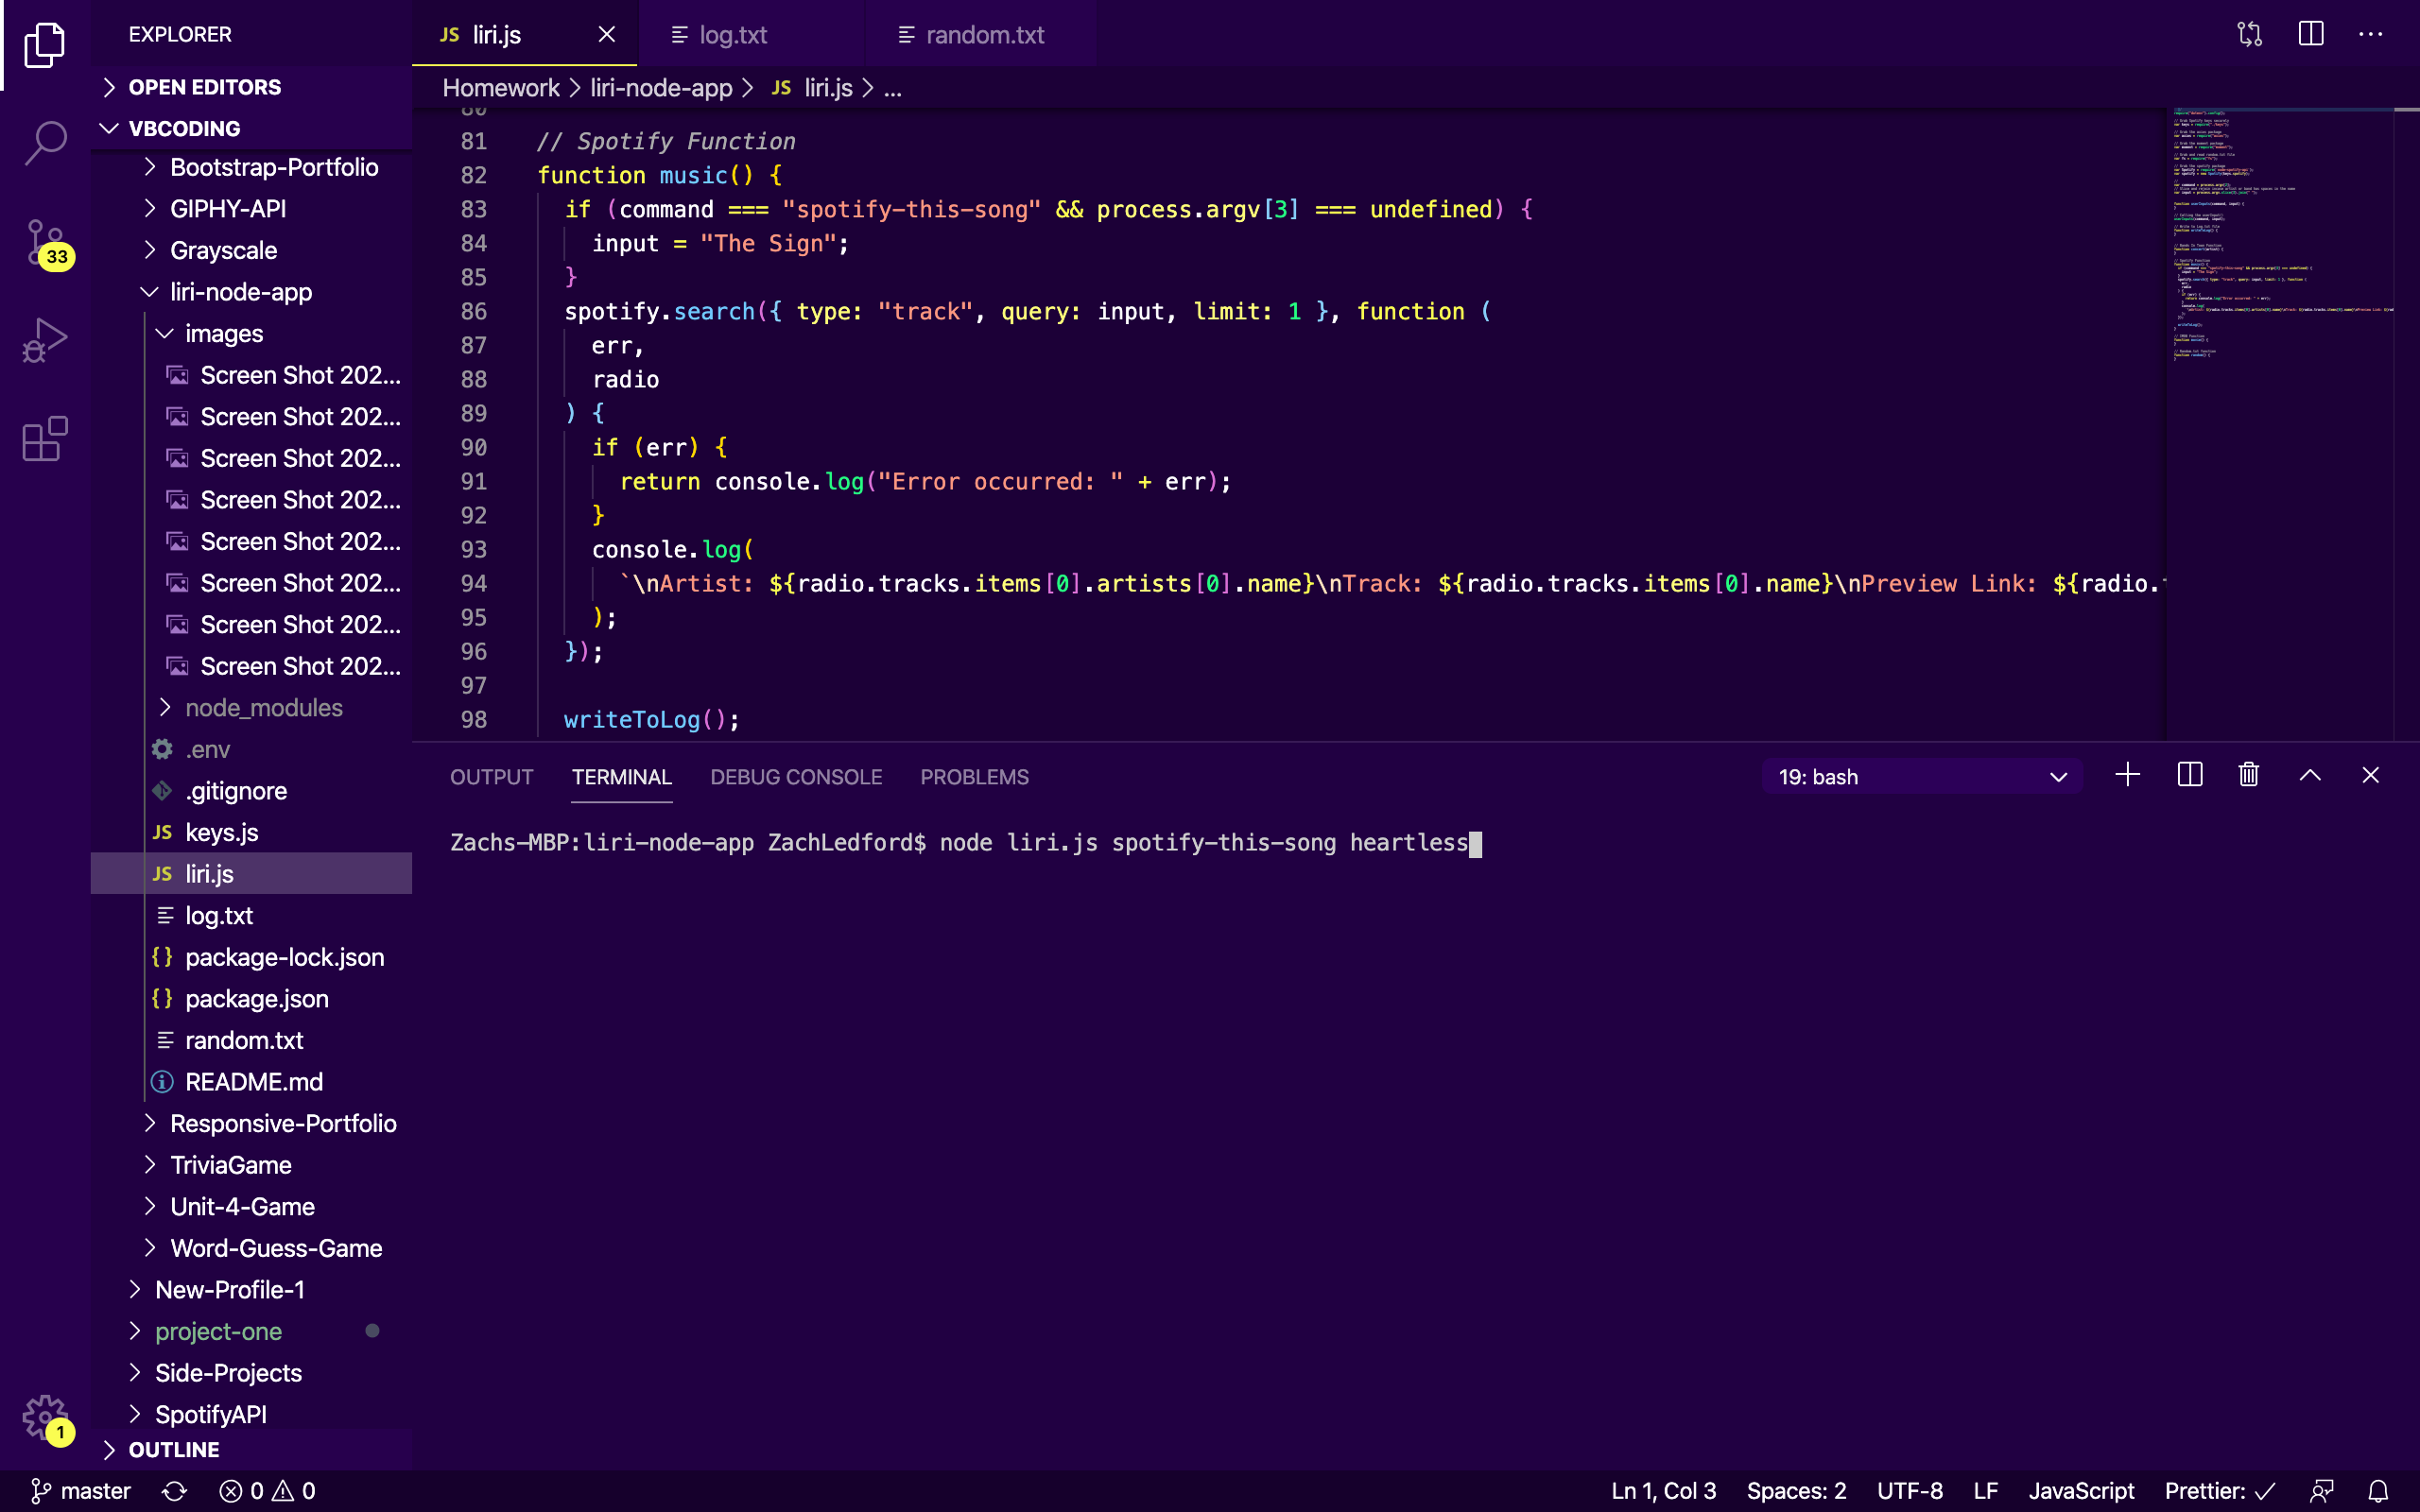 EXPLORER
OPEN EDITORS
VBCODING
Bootstrap-Portfolio
GIPHY-API
Grayscale
liri-node-app
images
Screen Shot 202...
Screen Shot 202...
Screen Shot 202...
Screen Shot 202...
Screen Shot 202...
Screen Shot 202...
Screen Shot 202...
Screen Shot 202...
node_modules
.env
.gitignore
JS keys.js
JS liri.js
log.txt
{} package-lock.json
{} package.json
random.txt
README.md
Responsive-Portfolio
TriviaGame
Unit-4-Game
Word-Guess-Game
New-Profile-1
project-one
Side-Projects
SpotifyAPI
OUTLINE
33
1
JS liri.js log.txt random.txt
Homework > liri-node-app > JS liri.js > ...
80
81 // Spotify Function
82 function music() {
83 if (command === "spotify-this-song" && process.argv[3] === undefined) {
84 input = "The Sign";
85 }
86 spotify.search({ type: "track", query: input, limit: 1 }, function (
87 err,
88 radio
89 ) {
90 if (err) {
91 return console.log("Error occurred: " + err);
92 }
93 console.log(
94 `\nArtist: ${radio.tracks.items[0].artists[0].name}\nTrack: ${radio.tracks.items[0].name}\nPreview Link: ${radio.
95 );
96 });
97
98 writeToLog();
OUTPUT TERMINAL DEBUG CONSOLE PROBLEMS 19: bash
Zachs-MBP:liri-node-app ZachLedford$ node liri.js spotify-this-song heartless
master 0 0 Ln 1, Col 3 Spaces: 2 UTF-8 LF JavaScript Prettier: ✓